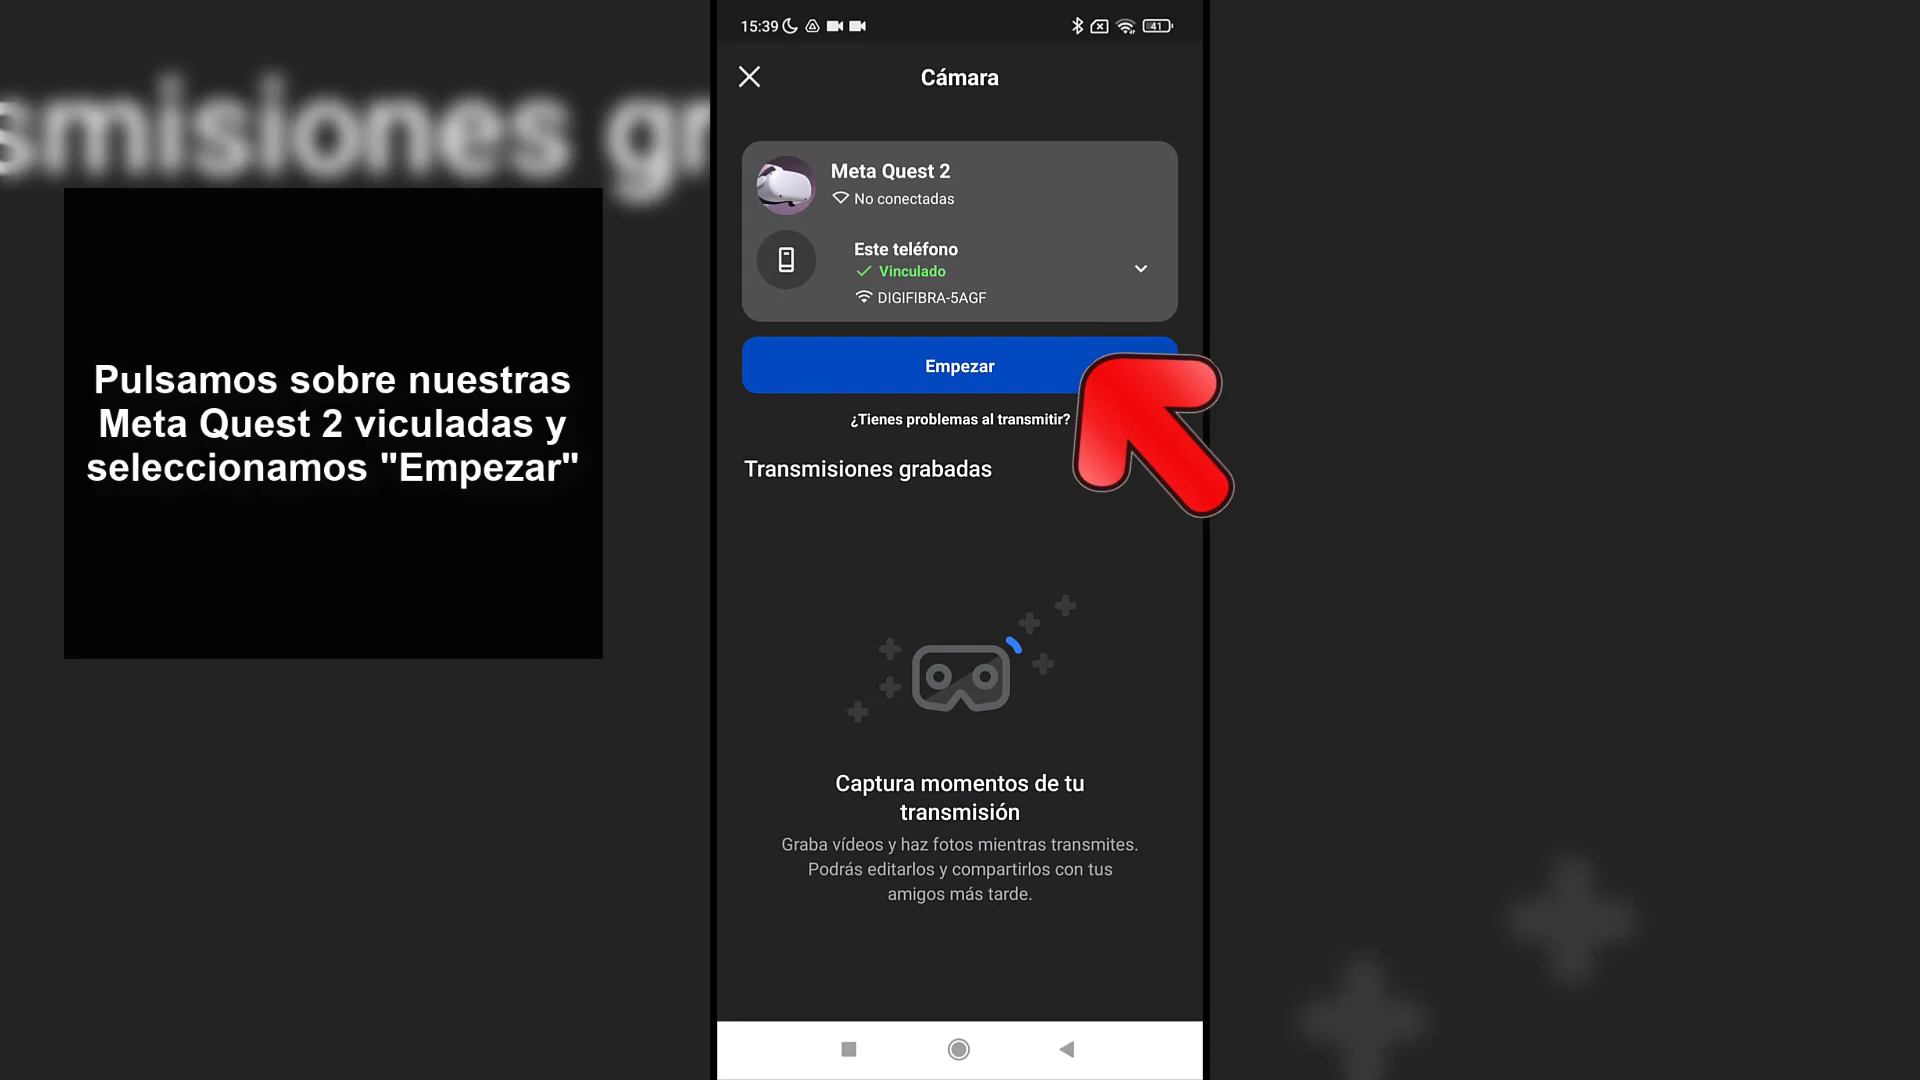 smisiones gr
Pulsamos sobre nuestras
Meta Quest 2 viculadas y
seleccionamos "Empezar"
15:39
41
Cámara
Meta Quest 2
No conectadas
Este teléfono
Vinculado
DIGIFIBRA-5AGF
Empezar
¿Tienes problemas al transmitir?
Transmisiones grabadas
Captura momentos de tu
transmisión
Graba vídeos y haz fotos mientras transmites.
Podrás editarlos y compartirlos con tus
amigos más tarde.